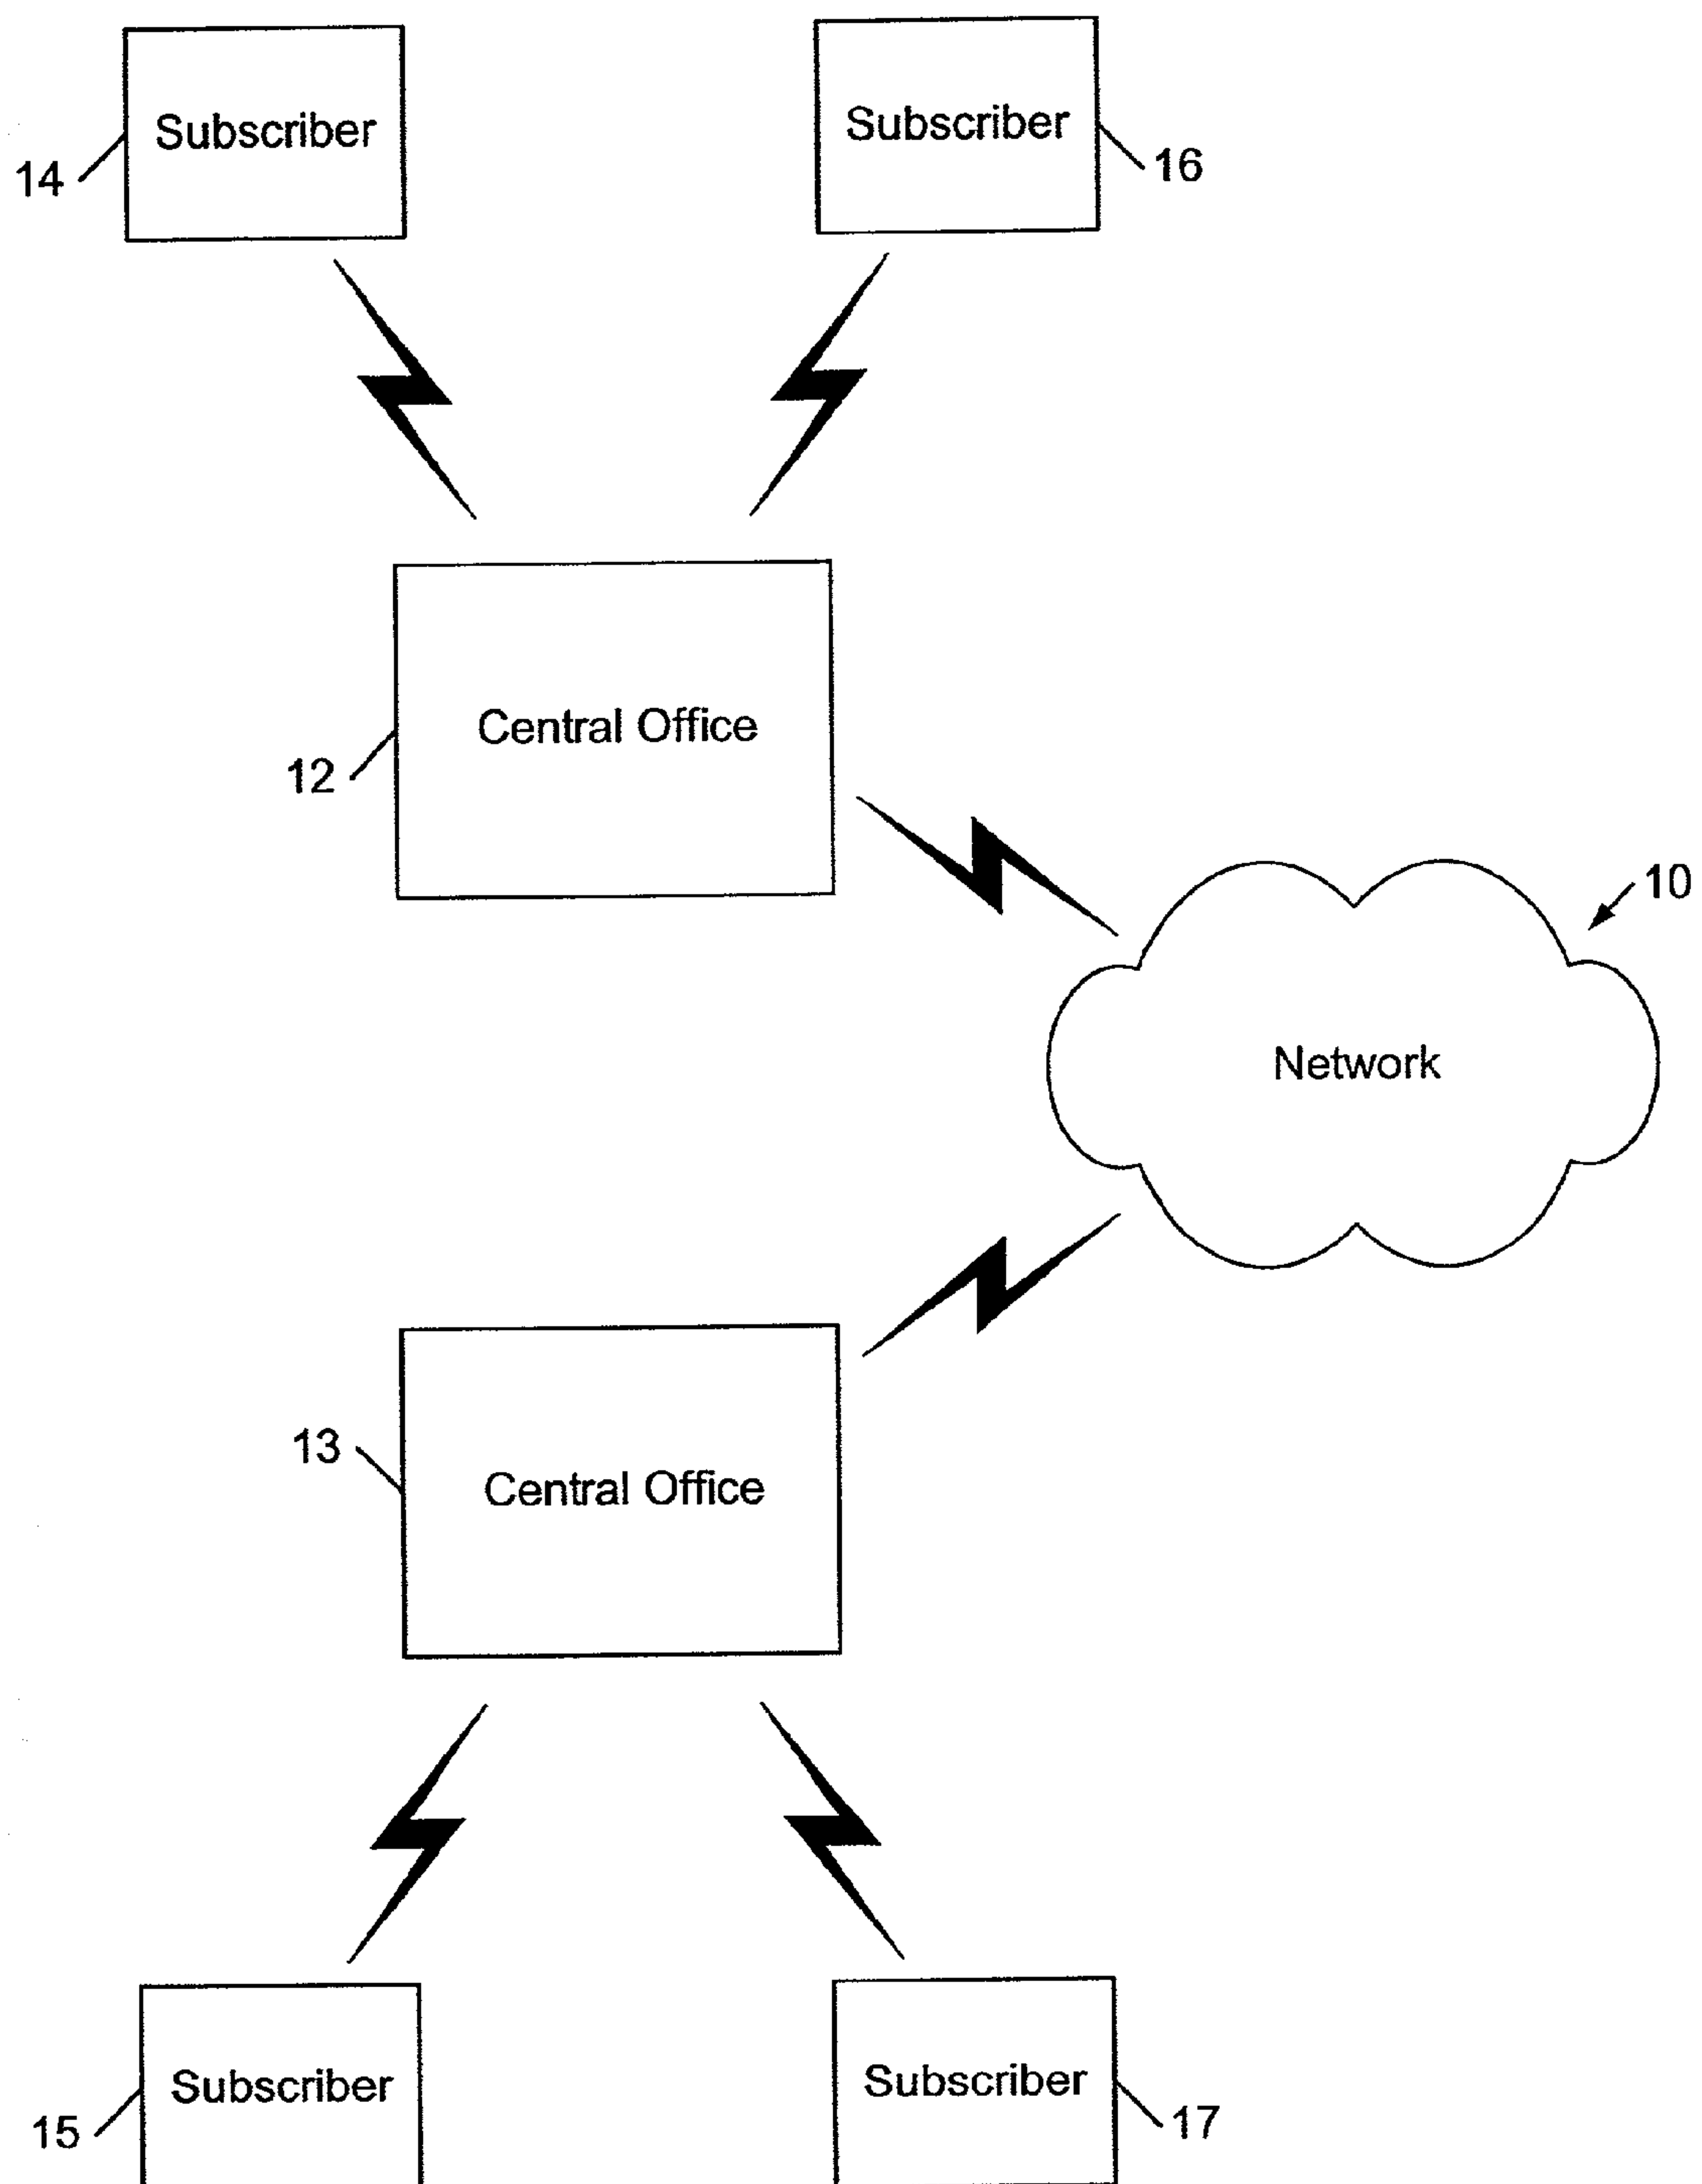 Subscriber
Subscriber
14
16
Central Office
12
10
Network
13
Central Office
Subscriber
Subscriber
15
17